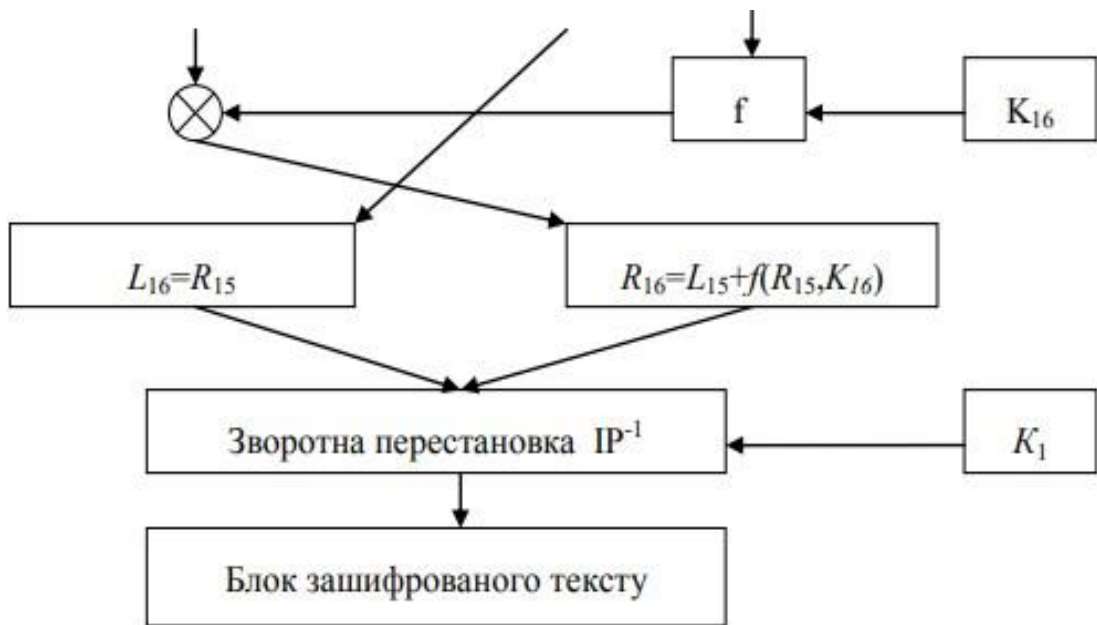 f
K₁₆
L₁₆=R₁₅
R₁₆=L₁₅+f(R₁₅,K₁₆)
Зворотна перестановка IP⁻¹
K₁
Блок зашифрованого тексту